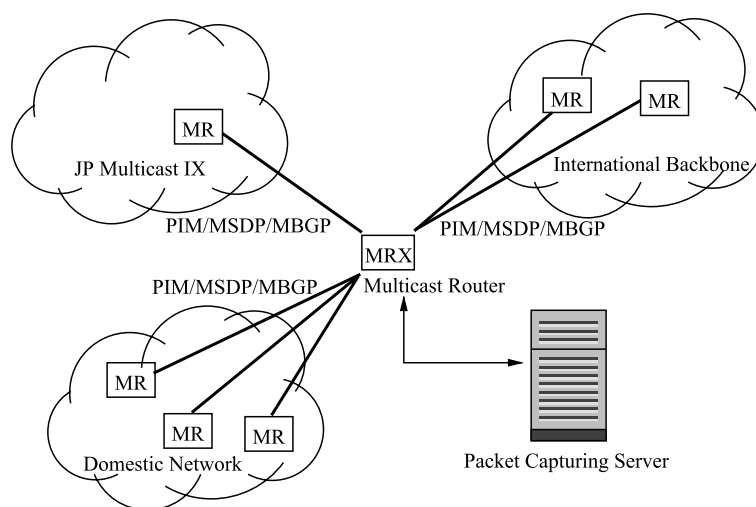 MR
MR
MR
JP Multicast IX
International Backbone
PIM/MSDP/MBGP
PIM/MSDP/MBGP
MRX
PIM/MSDP/MBGP
Multicast Router
MR
MR
MR
Domestic Network
Packet Capturing Server